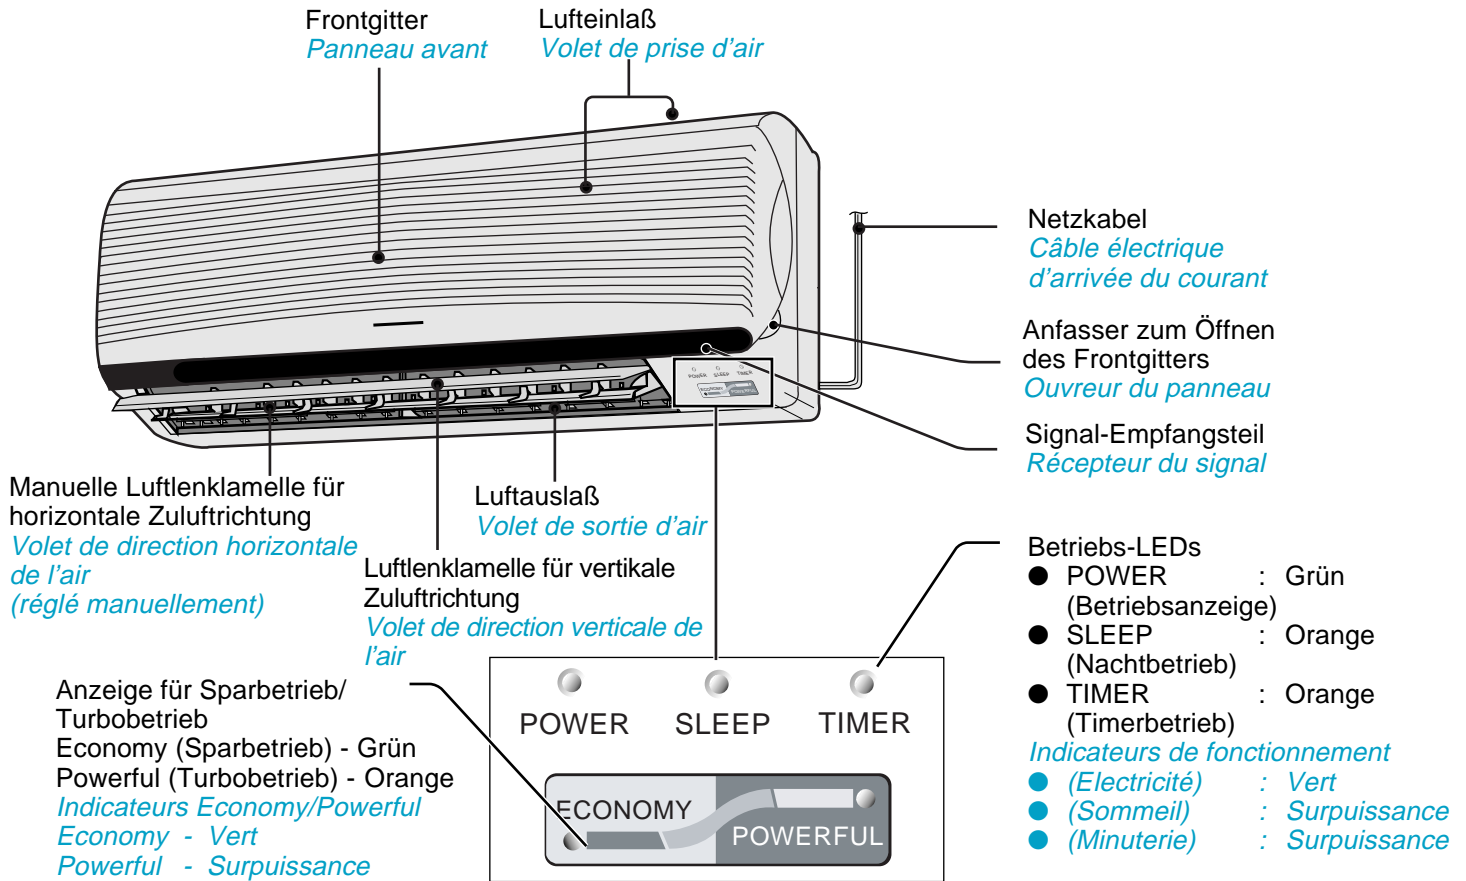 Frontgitter
Panneau avant
Lufteinlaß
Volet de prise d'air
Netzkabel
Câble électrique
d'arrivée du courant
Anfasser zum Öffnen
des Frontgitters
Ouvreur du panneau
Signal-Empfangsteil
Récepteur du signal
POWER SLEEP TIMER
ECONOMY
POWERFUL
Manuelle Luftlenklamelle für
horizontale Zuluftrichtung
Volet de direction horizontale
de l'air
(réglé manuellement)
Luftauslaß
Volet de sortie d'air
Luftlenklamelle für vertikale
Zuluftrichtung
Volet de direction verticale de
l'air
Betriebs-LEDs
● POWER : Grün
(Betriebsanzeige)
● SLEEP : Orange
(Nachtbetrieb)
● TIMER : Orange
(Timerbetrieb)
Indicateurs de fonctionnement
● (Electricité) : Vert
● (Sommeil) : Surpuissance
● (Minuterie) : Surpuissance
Anzeige für Sparbetrieb/
Turbobetrieb
Economy (Sparbetrieb) - Grün
Powerful (Turbobetrieb) - Orange
Indicateurs Economy/Powerful
Economy - Vert
Powerful - Surpuissance
POWER SLEEP TIMER
ECONOMY
POWERFUL